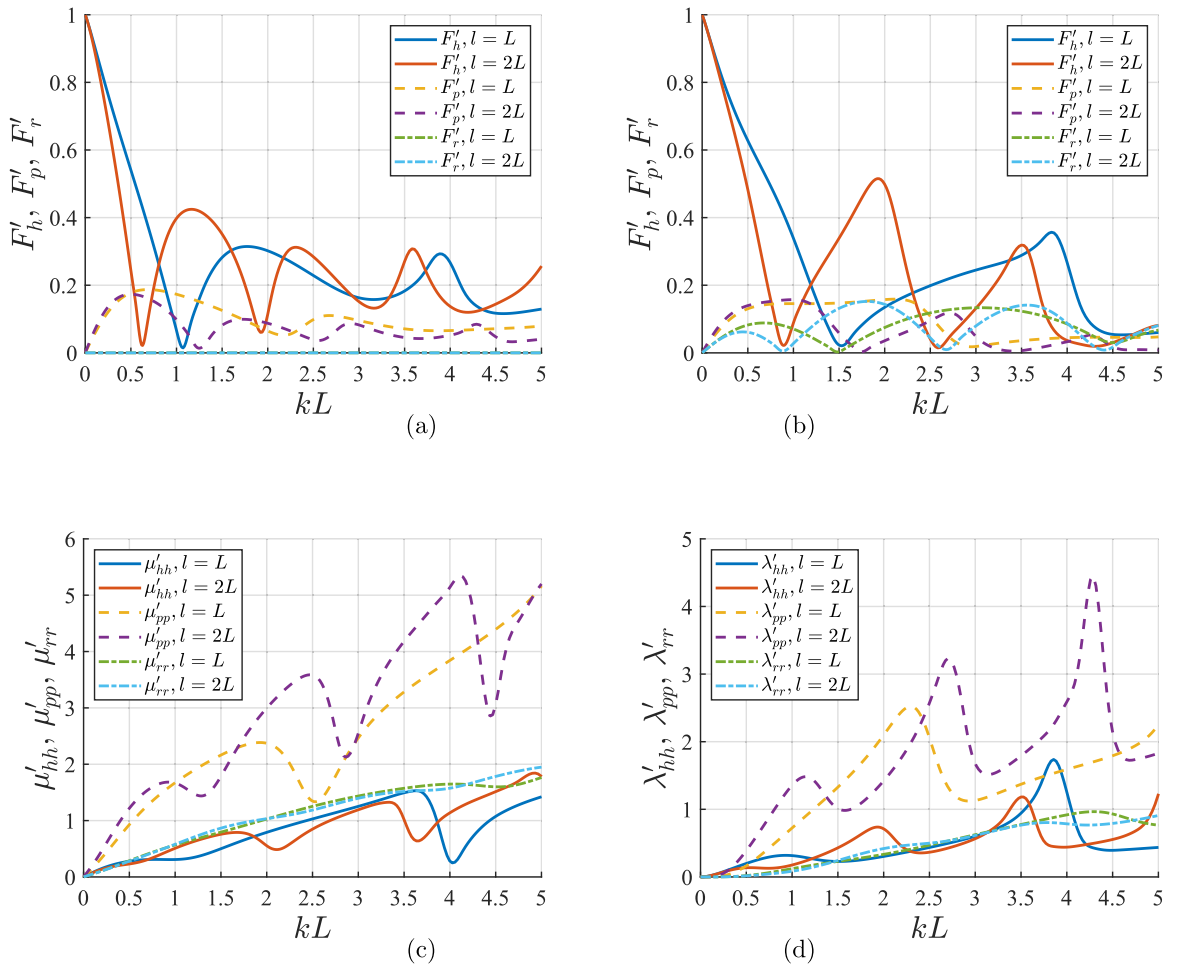 F′_h, F′_p, F′_r
1
0.8
0.6
0.4
0.2
0
F′_h, l = L
F′_h, l = 2L
F′_p, l = L
F′_p, l = 2L
F′_r, l = L
F′_r, l = 2L
0 0.5 1 1.5 2 2.5 3 3.5 4 4.5 5
kL
(a)
F′_h, F′_p, F′_r
1
0.8
0.6
0.4
0.2
0
F′_h, l = L
F′_h, l = 2L
F′_p, l = L
F′_p, l = 2L
F′_r, l = L
F′_r, l = 2L
0 0.5 1 1.5 2 2.5 3 3.5 4 4.5 5
kL
(b)
μ′_hh, μ′_pp, μ′_rr
6
5
4
3
2
1
0
μ′_hh, l = L
μ′_hh, l = 2L
μ′_pp, l = L
μ′_pp, l = 2L
μ′_rr, l = L
μ′_rr, l = 2L
0 0.5 1 1.5 2 2.5 3 3.5 4 4.5 5
kL
(c)
λ′_hh, λ′_pp, λ′_rr
5
4
3
2
1
0
λ′_hh, l = L
λ′_hh, l = 2L
λ′_pp, l = L
λ′_pp, l = 2L
λ′_rr, l = L
λ′_rr, l = 2L
0 0.5 1 1.5 2 2.5 3 3.5 4 4.5 5
kL
(d)